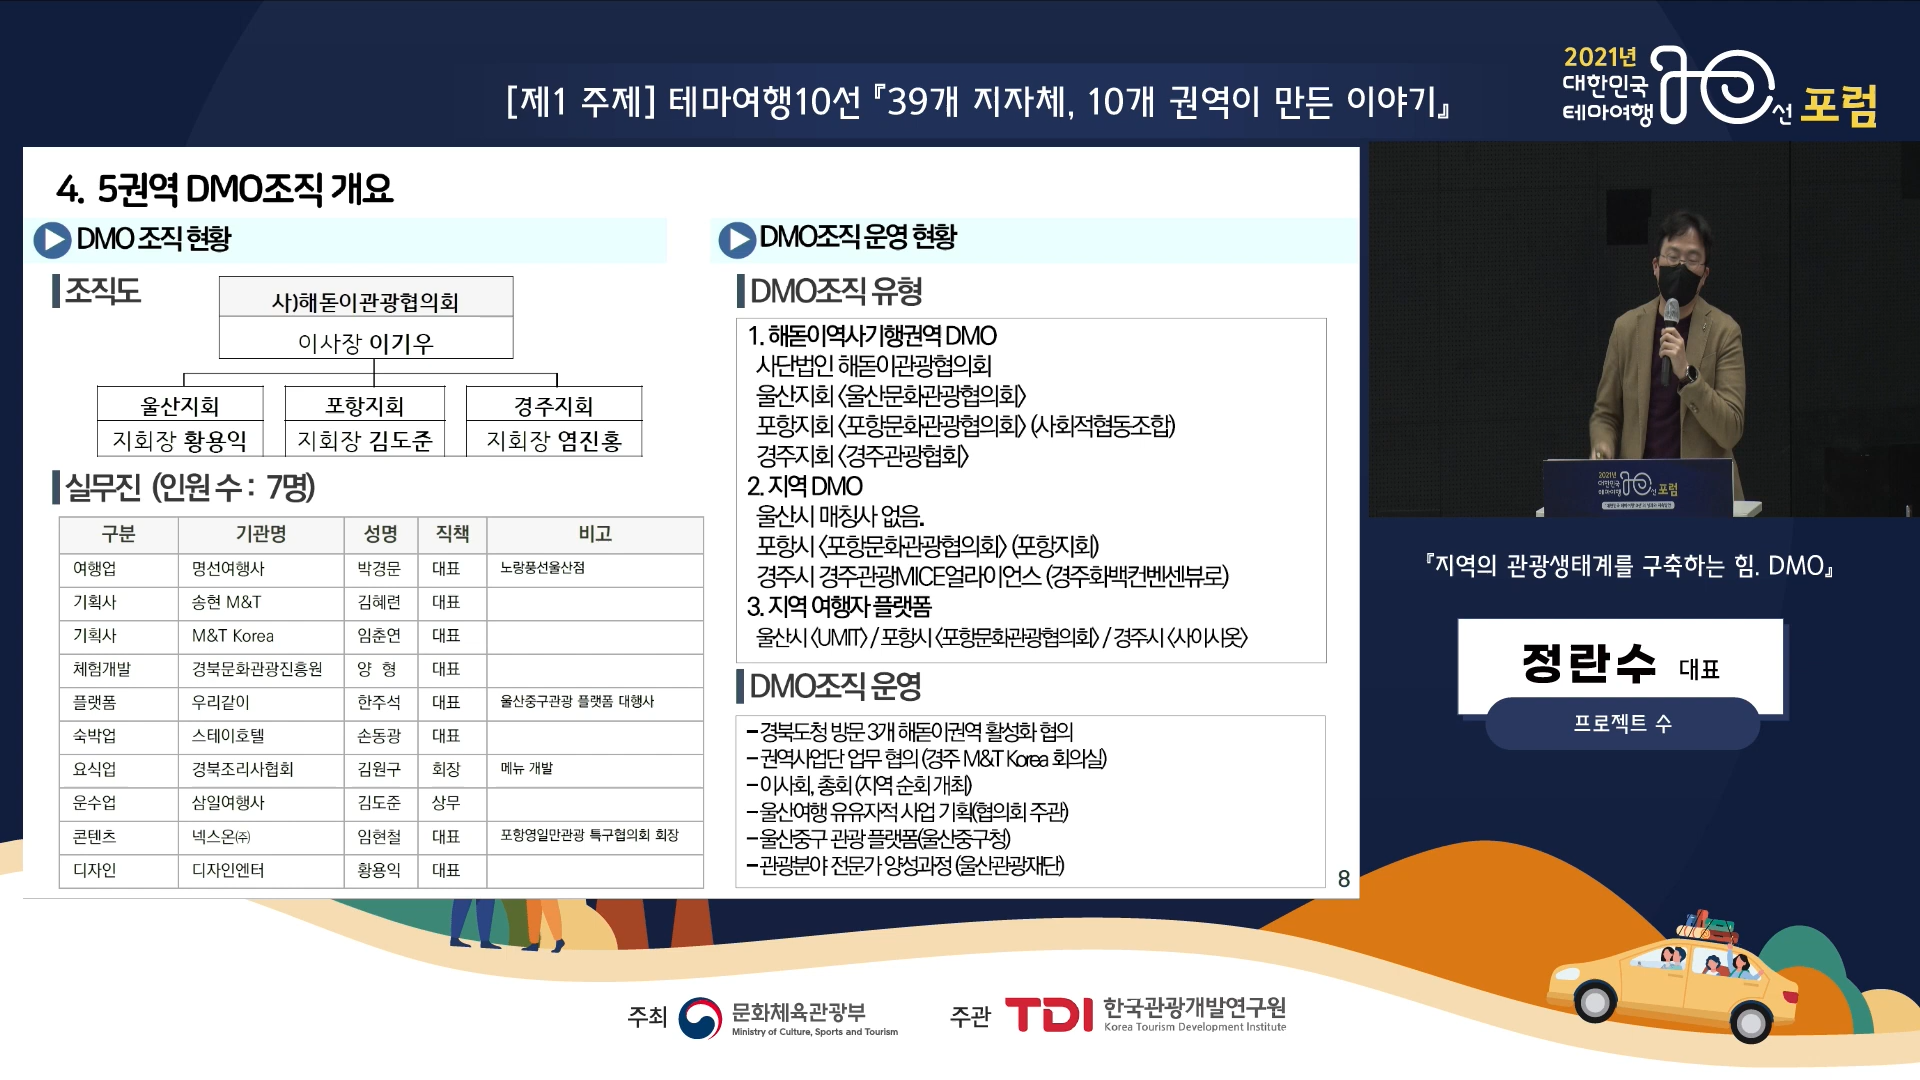 [제1 주제] 테마여행10선 『39개 지자체, 10개 권역이 만든 이야기』
2021년
대한민국
테마여행 10선 포럼
4. 5권역 DMO조직 개요
DMO 조직 현황
조직도
사)해돋이관광협의회
이사장 이기우
울산지회 포항지회 경주지회
지회장 황용익 지회장 김도준 지회장 염진홍
실무진 (인원 수 : 7명)
구분 기관명 성명 직책 비고
여행업 명선여행사 박경문 대표 노랑풍선울산점
기획사 송현 M&T 김혜련 대표
기획사 M&T Korea 임춘연 대표
체험개발 경북문화관광진흥원 양 형 대표
플랫폼 우리같이 한주석 대표 울산중구관광 플랫폼 대행사
숙박업 스테이호텔 손동광 대표
요식업 경북조리사협회 김원구 회장 메뉴 개발
운수업 삼일여행사 김도준 상무
콘텐츠 넥스온㈜ 임현철 대표 포항영일만관광 특구협의회 회장
디자인 디자인엔터 황용익 대표
DMO조직 운영 현황
DMO조직 유형
1. 해돋이역사기행권역 DMO
사단법인 해돋이관광협의회
울산지회 〈울산문화관광협의회〉
포항지회 〈포항문화관광협의회〉 (사회적협동조합)
경주지회 〈경주관광협회〉
2. 지역 DMO
울산시 매칭사 없음.
포항시 〈포항문화관광협의회〉 (포항지회)
경주시 경주관광MICE얼라이언스 (경주화백컨벤센뷰로)
3. 지역 여행자 플랫폼
울산시 〈UMIT〉 / 포항시 〈포항문화관광협의회〉 / 경주시 〈사이시옷〉
DMO조직 운영
– 경북도청 방문 3개 해돋이권역 활성화 협의
– 권역사업단 업무 협의 (경주 M&T Korea 회의실)
– 이사회, 총회 (지역 순회 개최)
– 울산여행 유유자적 사업 기획(협의회 주관)
– 울산중구 관광 플랫폼(울산중구청)
– 관광분야 전문가 양성과정 (울산관광재단)
8
2021년
대한민국
테마여행 10선 포럼
『지역의 관광생태계를 구축하는 힘. DMO』
정란수 대표
프로젝트 수
주최 문화체육관광부
Ministry of Culture, Sports and Tourism
주관 TDI 한국관광개발연구원
Korea Tourism Development Institute